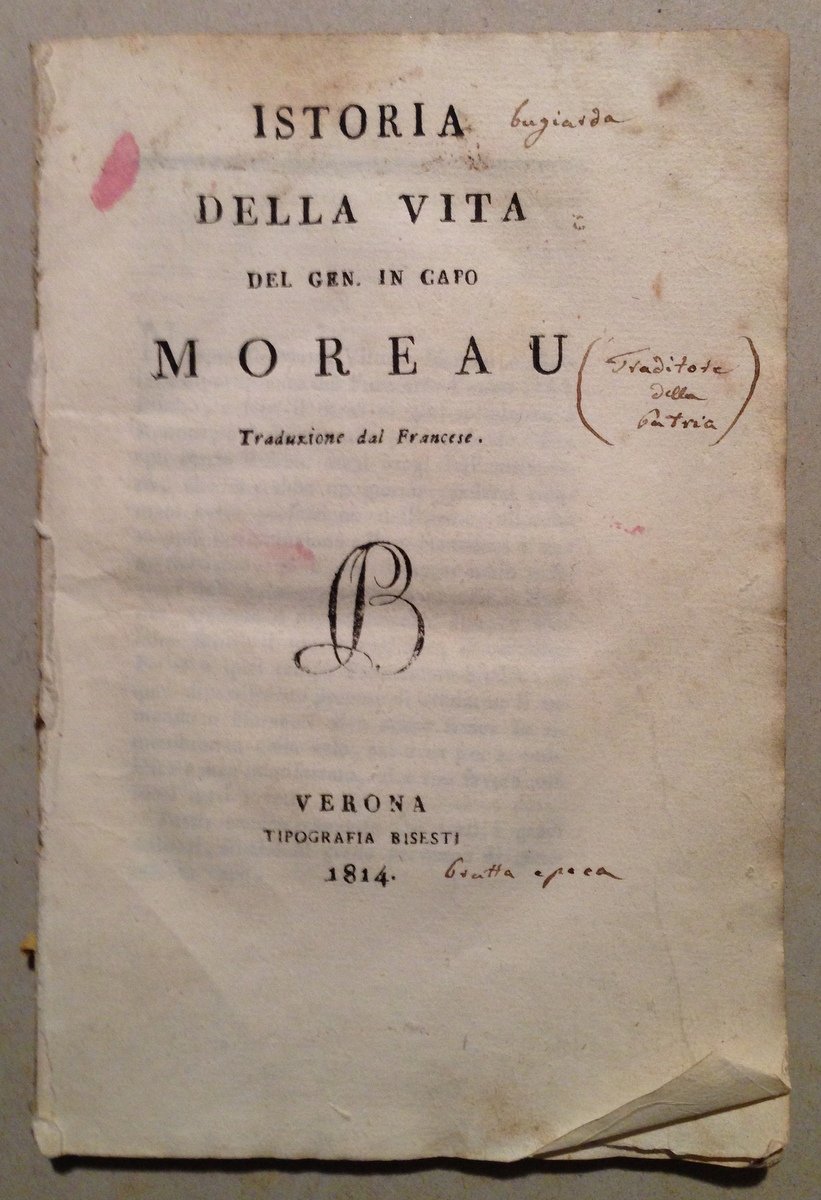 ISTORIA bugiarda
DELLA VITA
DEL GEN. IN CAPO
MOREAU (Traditore
della
patria)
Traduzione dal Francese.
B
VERONA
TIPOGRAFIA BISESTI
1814. brutta epoca